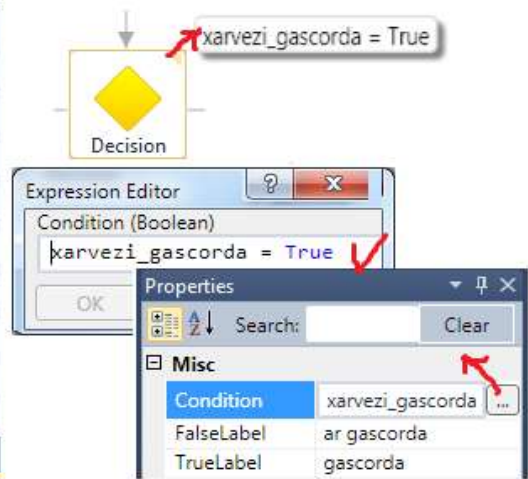 xarvezi_gascorda = True
Decision
Expression Editor
Condition (Boolean)
xarvezi_gascorda = True
OK
Properties
Search: Clear
Misc
Condition xarvezi_gascorda ...
FalseLabel ar gascorda
TrueLabel gascorda